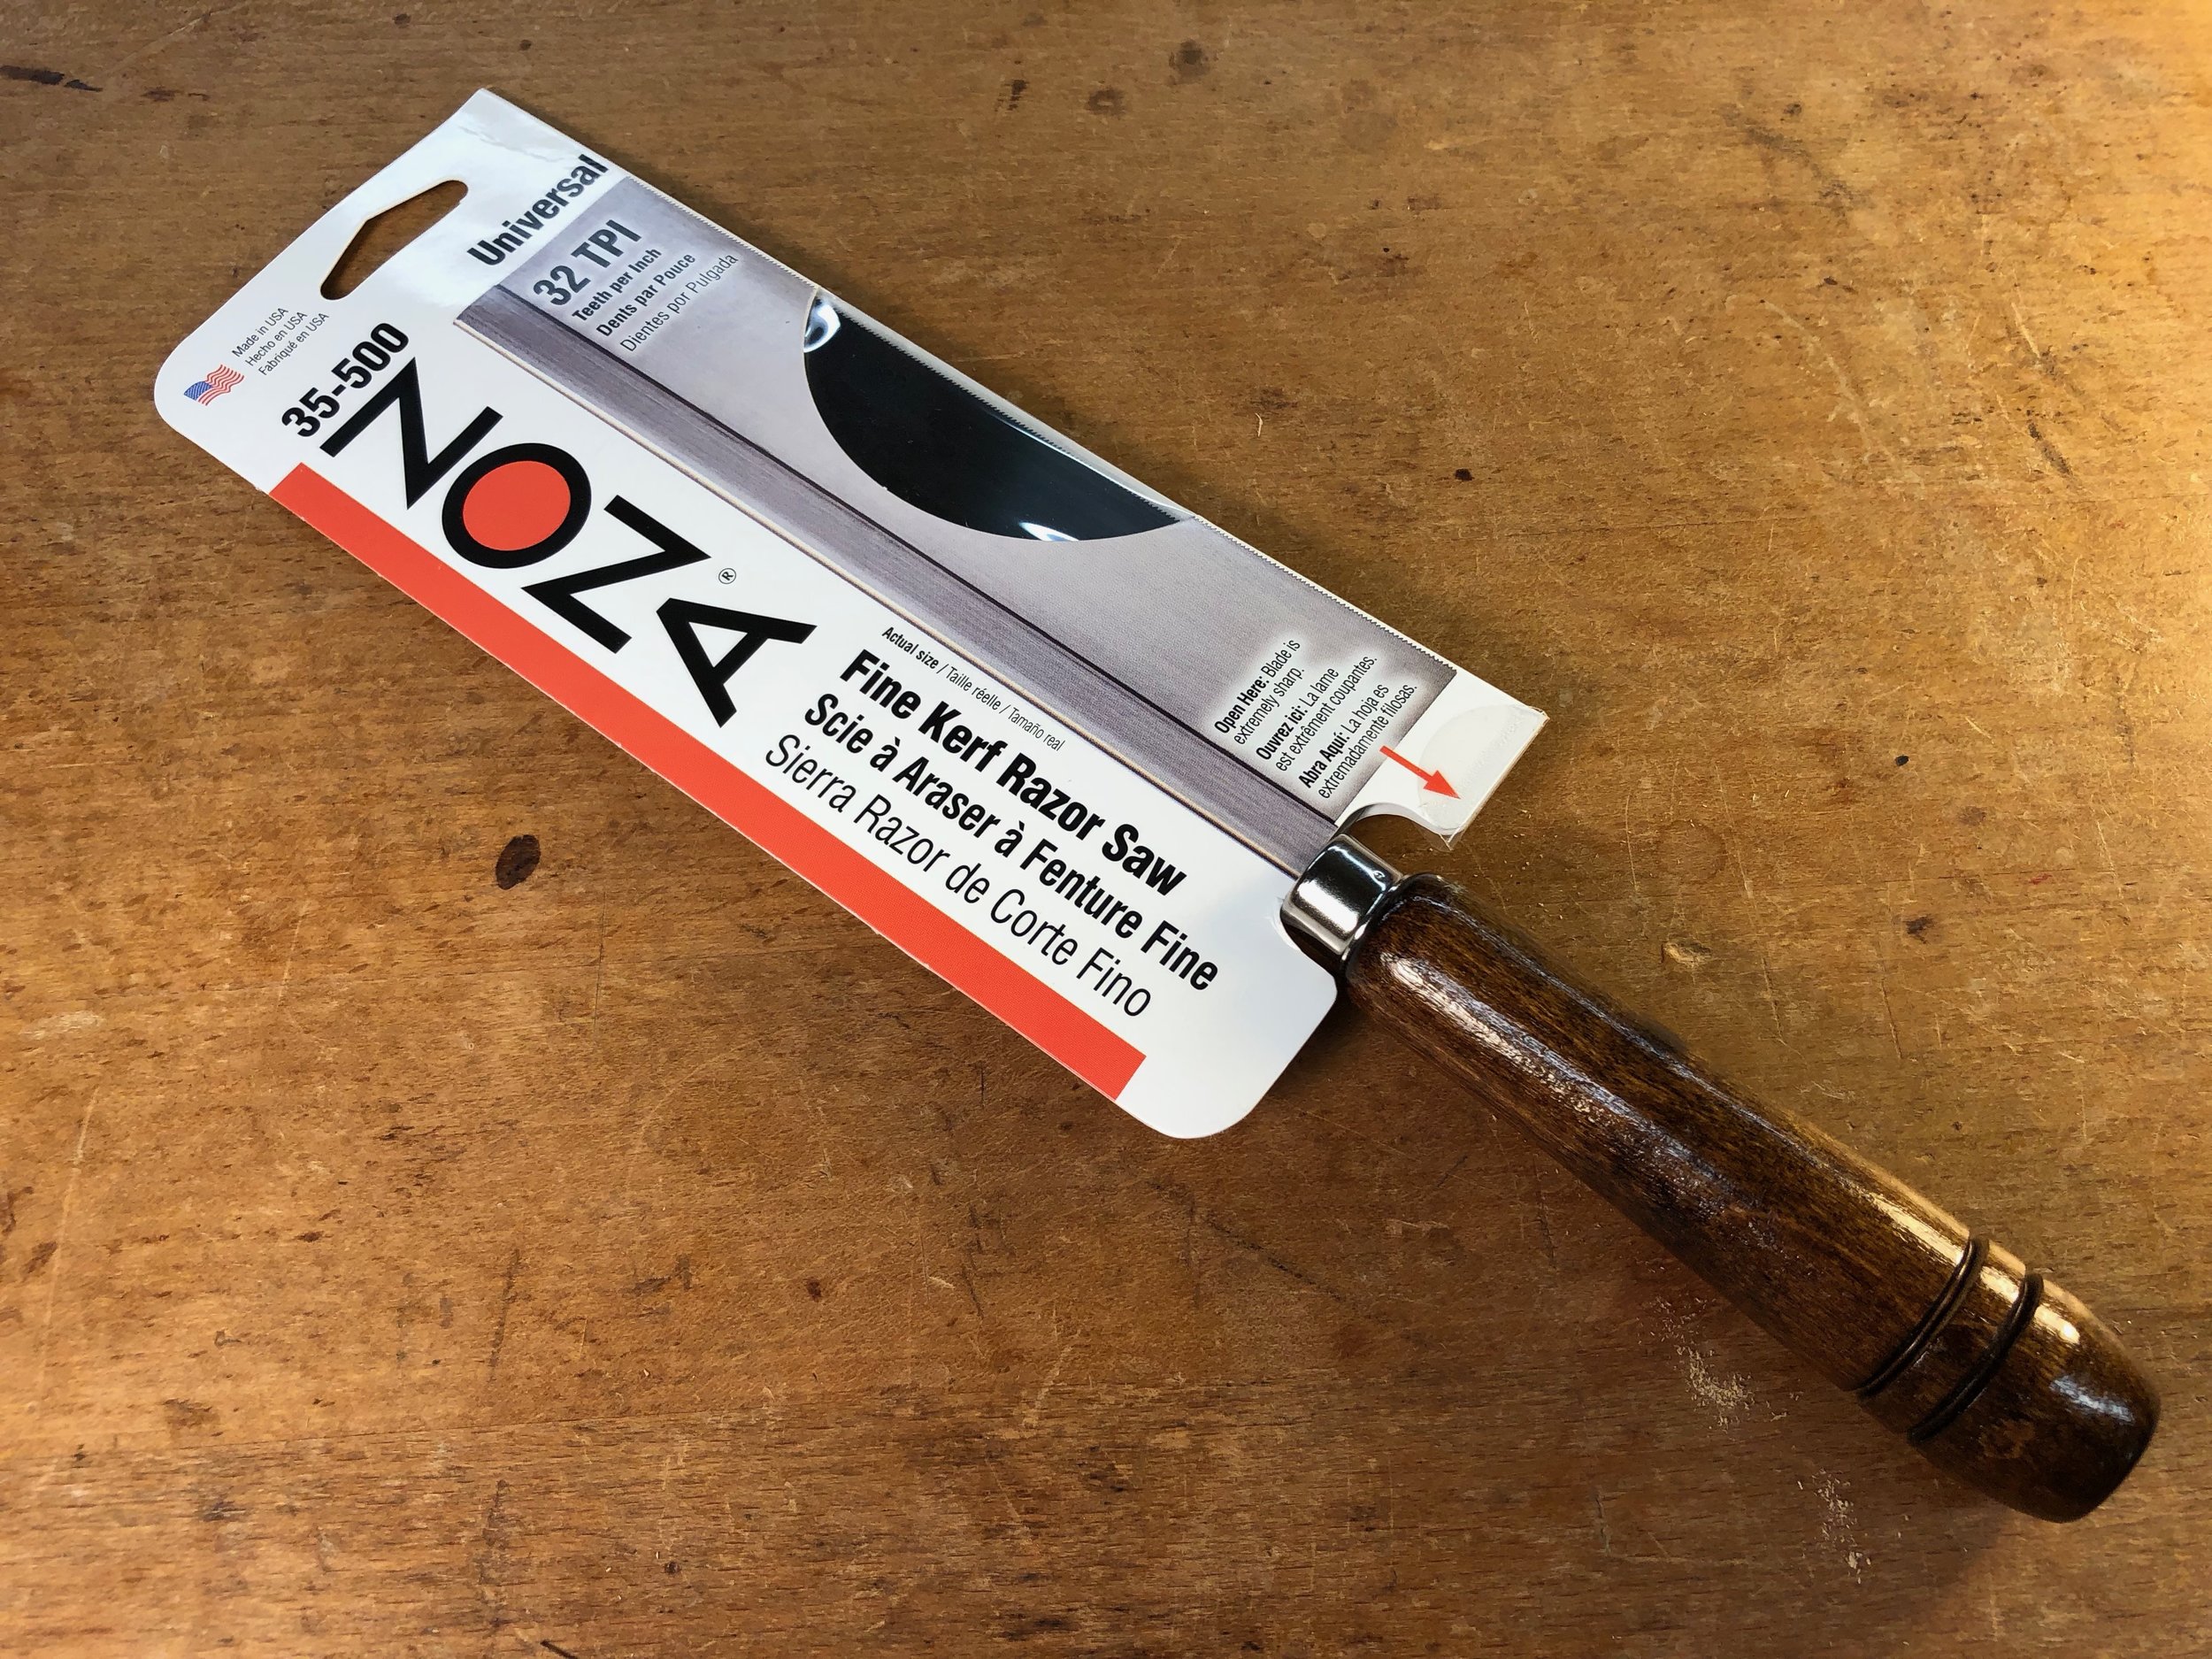 Universal
32 TPI
Teeth per Inch
Dents par Pouce
Dientes por Pulgada
Made in USA
Hecho en USA
Fabriqué en USA
35-500
NOZA®
Actual size / Taille réelle / Tamaño real
Fine Kerf Razor Saw
Scie à Araser à Fenture Fine
Sierra Razor de Corte Fino
Open Here: Blade is
extremely sharp.
Ouvrez ici: La lame
est extrêment coupantes.
Abra Aquí: La hoja es
extremadamente filosas.